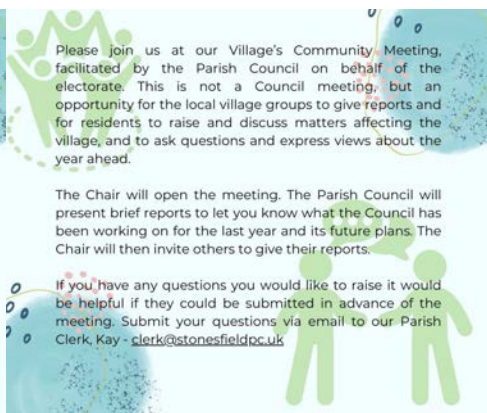 Please join us at our Village's Community Meeting,
facilitated by the Parish Council on behalf of the
electorate. This is not a Council meeting, but an
opportunity for the local village groups to give reports and
for residents to raise and discuss matters affecting the
village, and to ask questions and express views about the
year ahead.
The Chair will open the meeting. The Parish Council will
present brief reports to let you know what the Council has
been working on for the last year and its future plans. The
Chair will then invite others to give their reports.
If you have any questions you would like to raise it would
be helpful if they could be submitted in advance of the
meeting. Submit your questions via email to our Parish
Clerk, Kay - clerk@stonesfieldpc.uk